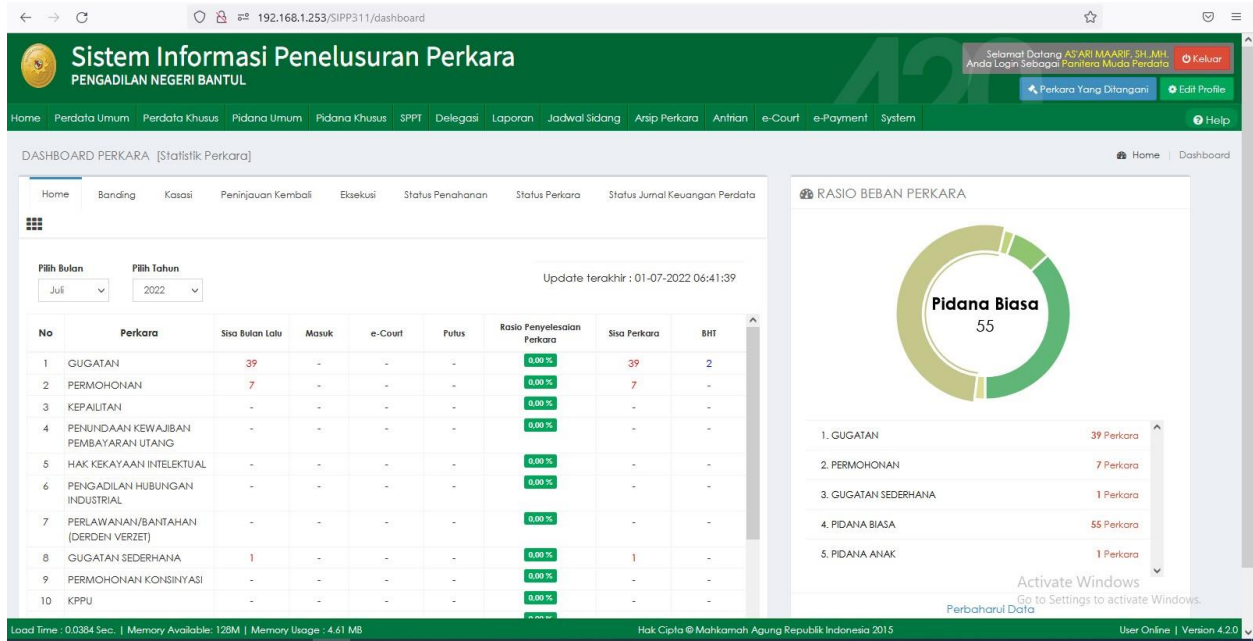 192.168.1.253/SIPP311/dashboard
Sistem Informasi Penelusuran Perkara
PENGADILAN NEGERI BANTUL
420
Selamat Datang AS'ARI MAARIF, SH.,MH.
Anda Login Sebagai Panitera Muda Perdata
Keluar
Perkara Yang Ditangani
Edit Profile
Home Perdata Umum Perdata Khusus Pidana Umum Pidana Khusus SPPT Delegasi Laporan Jadwal Sidang Arsip Perkara Antrian e-Court e-Payment System Help
DASHBOARD PERKARA [Statistik Perkara]
Home | Dashboard
Home Banding Kasasi Peninjauan Kembali Eksekusi Status Penahanan Status Perkara Status Jurnal Keuangan Perdata
Pilih Bulan Pilih Tahun
Juli 2022
Update terakhir : 01-07-2022 06:41:39
No Perkara Sisa Bulan Lalu Masuk e-Court Putus Rasio Penyelesaian Perkara Sisa Perkara BHT
1 GUGATAN 39 - - - 0,00 % 39 2
2 PERMOHONAN 7 - - - 0,00 % 7 -
3 KEPAILITAN - - - - 0,00 % - -
4 PENUNDAAN KEWAJIBAN - - - - 0,00 % - -
PEMBAYARAN UTANG
5 HAK KEKAYAAN INTELEKTUAL - - - - 0,00 % - -
6 PENGADILAN HUBUNGAN - - - - 0,00 % - -
INDUSTRIAL
7 PERLAWANAN/BANTAHAN - - - - 0,00 % - -
(DERDEN VERZET)
8 GUGATAN SEDERHANA 1 - - - 0,00 % 1 -
9 PERMOHONAN KONSINYASI - - - - 0,00 % - -
10 KPPU - - - - 0,00 % - -
0,00 %
RASIO BEBAN PERKARA
Pidana Biasa
55
1. GUGATAN 39 Perkara
2. PERMOHONAN 7 Perkara
3. GUGATAN SEDERHANA 1 Perkara
4. PIDANA BIASA 55 Perkara
5. PIDANA ANAK 1 Perkara
Perbaharui Data
Activate Windows
Go to Settings to activate Windows.
Load Time : 0.0384 Sec. | Memory Available: 128M | Memory Usage : 4.61 MB
Hak Cipta © Mahkamah Agung Republik Indonesia 2015
User Online | Version 4.2.0